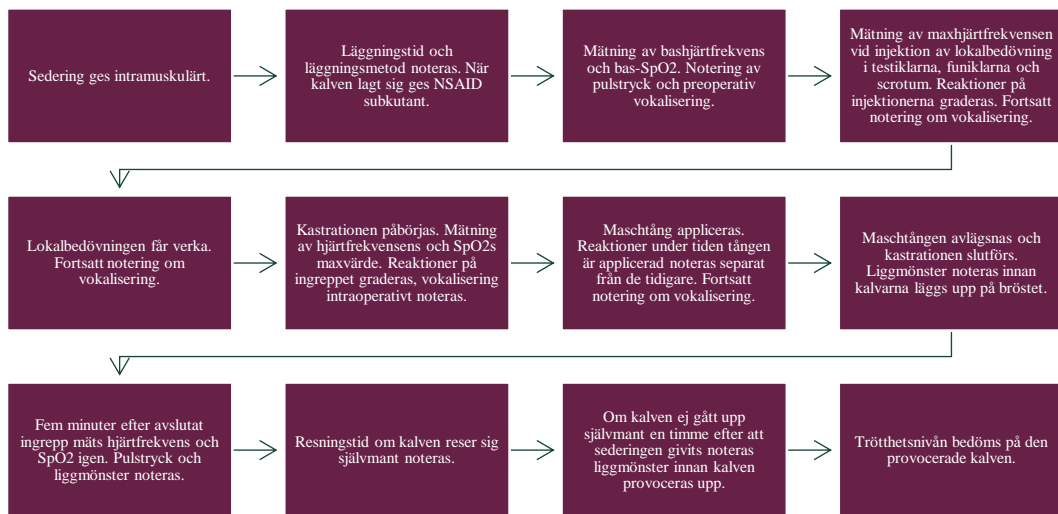 Sedering ges intramuskulärt.
Läggningstid och
läggningsmetod noteras. När
kalven lagt sig ges NSAID
subkutant.
Mätning av bashjärtfrekvens
och bas-SpO2. Notering av
pulstryck och preoperativ
vokalisering.
Mätning av maxhjärtfrekvensen
vid injektion av lokalbedövning
i testiklarna, funiklarna och
scrotum. Reaktioner på
injektionerna graderas. Fortsatt
notering om vokalisering.
Lokalbedövningen får verka.
Fortsatt notering om
vokalisering.
Kastrationen påbörjas. Mätning
av hjärtfrekvensens och SpO2s
maxvärde. Reaktioner på
ingreppet graderas, vokalisering
intraoperativt noteras.
Maschtång appliceras.
Reaktioner under tiden tången
är applicerad noteras separat
från de tidigare. Fortsatt
notering om vokalisering.
Maschtången avlägsnas och
kastrationen slutförs.
Liggmönster noteras innan
kalvarna läggs upp på bröstet.
Fem minuter efter avslutat
ingrepp mäts hjärtfrekvens och
SpO2 igen. Pulstryck och
liggmönster noteras.
Resningstid om kalven reser sig
självmant noteras.
Om kalven ej gått upp
självmant en timme efter att
sederingen givits noteras
liggmönster innan kalven
provoceras upp.
Trötthetsnivån bedöms på den
provocerade kalven.